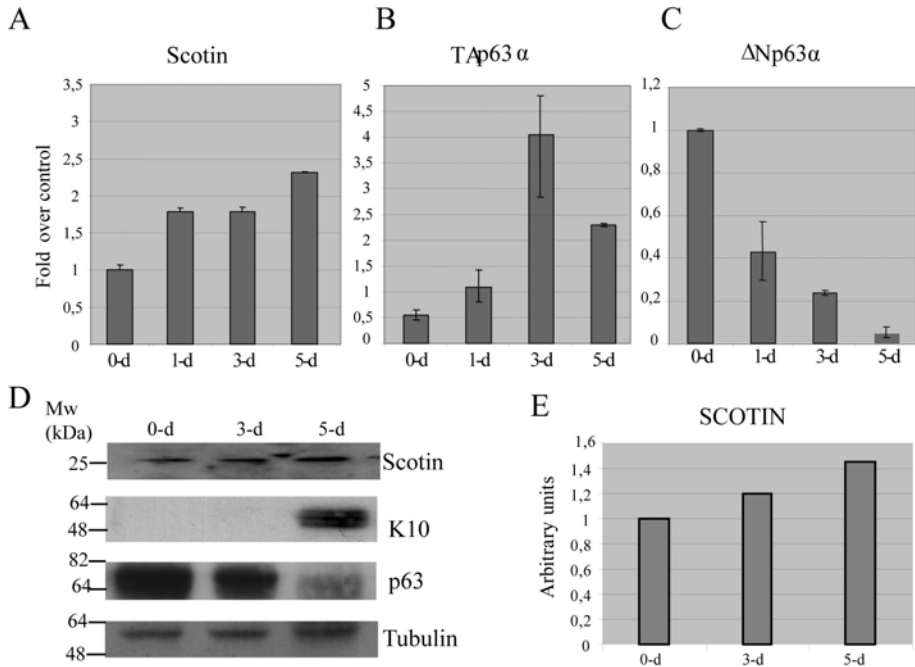 A
Scotin
Fold over control
3,5
3
2,5
2
1,5
1
0,5
0
0-d 1-d 3-d 5-d
B
TAp63 α
5
4,5
4
3,5
3
2,5
2
1,5
1
0,5
0
0-d 1-d 3-d 5-d
C
ΔNp63α
1,2
1
0,8
0,6
0,4
0,2
0
0-d 1-d 3-d 5-d
D
Mw
(kDa)
0-d 3-d 5-d
25 Scotin
64
48
K10
82
64
p63
64
48
Tubulin
E
SCOTIN
Arbitrary units
1,6
1,4
1,2
1
0,8
0,6
0,4
0,2
0
0-d 3-d 5-d